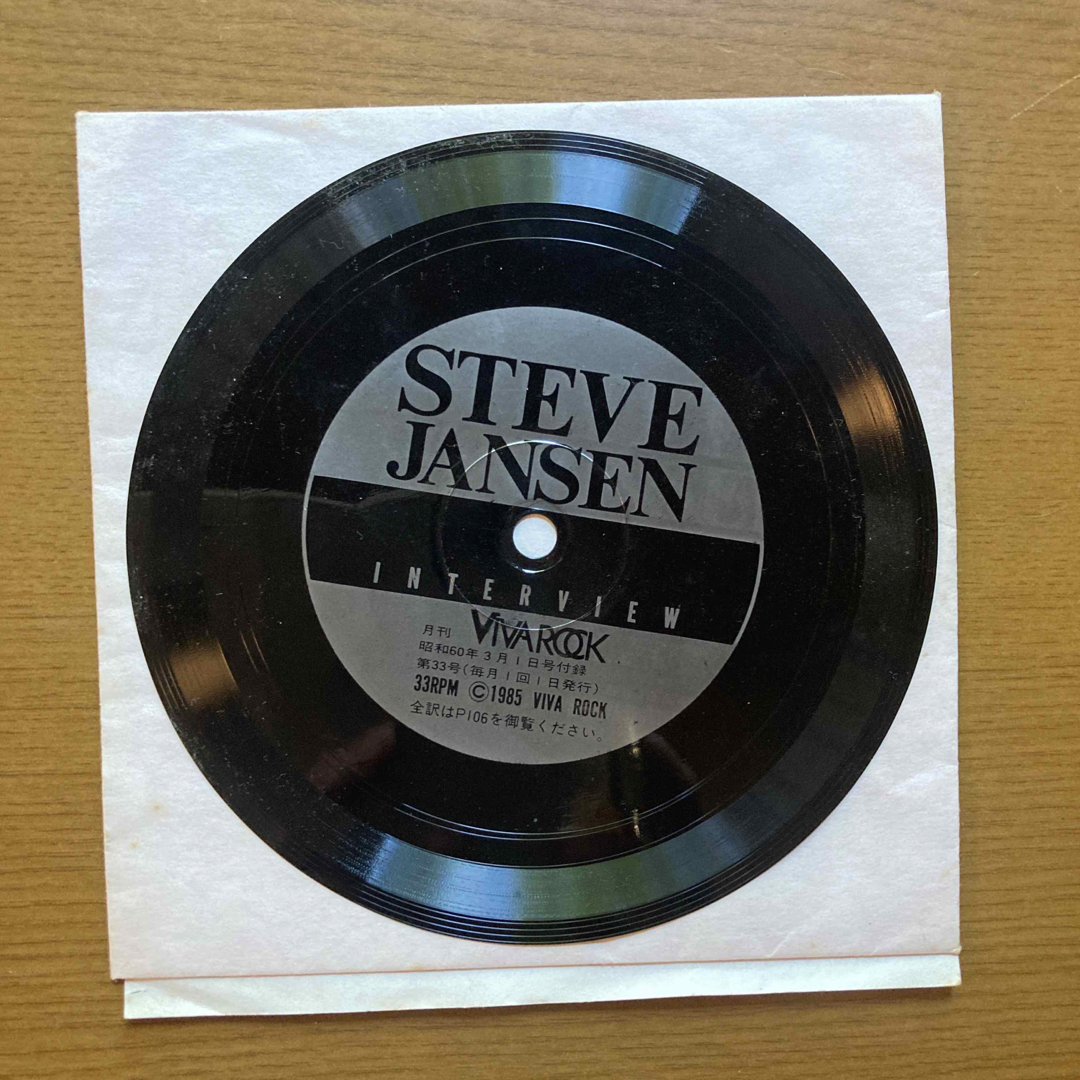 STEVE
JANSEN
INTERVIEW
月刊 VIVA ROCK
昭和60年3月1日号付録
第33号(毎月1回1日発行)
33RPM ©1985 VIVA ROCK
全訳はP106を御覧ください。